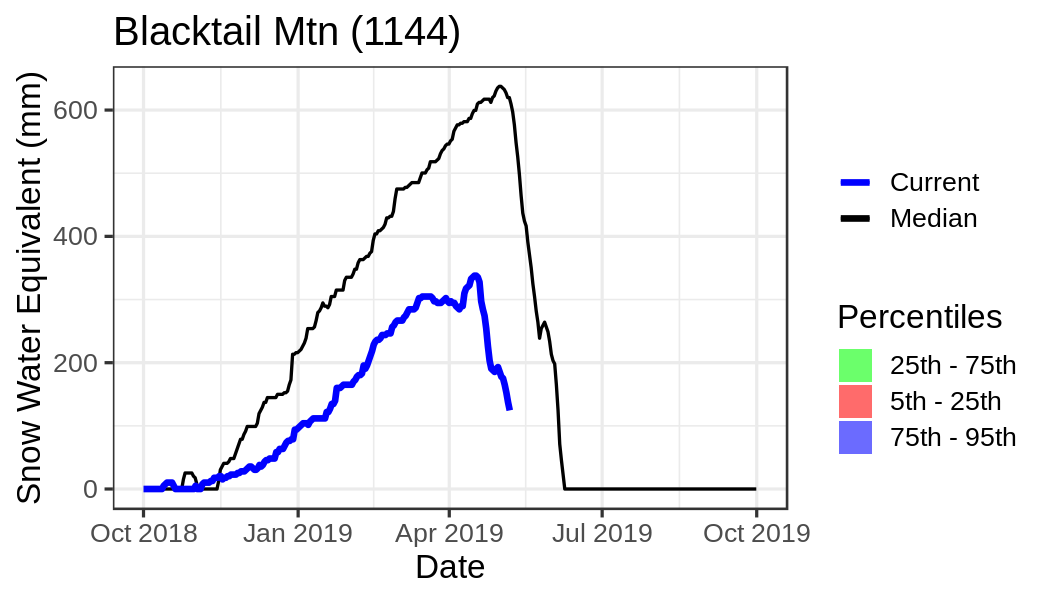 Blacktail Mtn (1144)
Snow Water Equivalent (mm)
600
400
200
0
Oct 2018 Jan 2019 Apr 2019 Jul 2019 Oct 2019
Date
Current
Median
Percentiles
25th - 75th
5th - 25th
75th - 95th